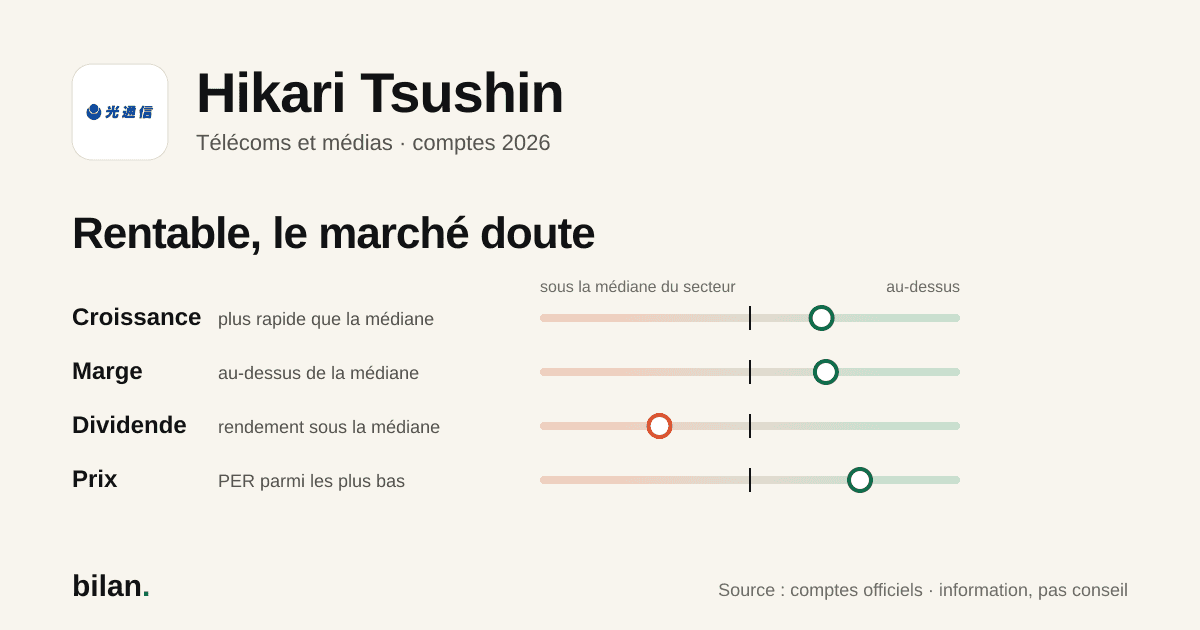 光通信
Hikari Tsushin
Télécoms et médias · comptes 2026
Rentable, le marché doute
sous la médiane du secteur au-dessus
Croissance plus rapide que la médiane
Marge au-dessus de la médiane
Dividende rendement sous la médiane
Prix PER parmi les plus bas
bilan.
Source : comptes officiels · information, pas conseil